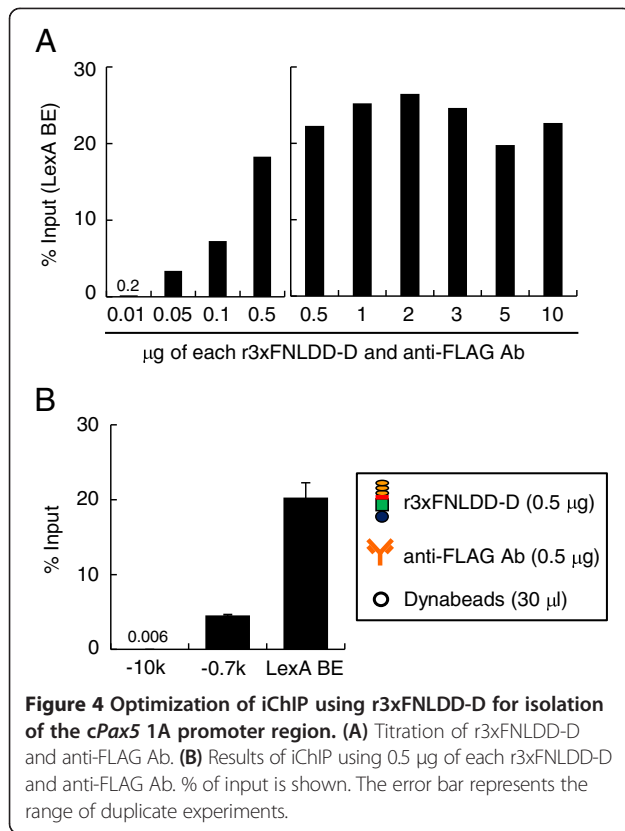 A
% Input (LexA BE)
30
20
10
0
0.2
0.01 0.05 0.1 0.5 0.5 1 2 3 5 10
μg of each r3xFNLDD-D and anti-FLAG Ab
B
% Input
30
20
10
0
0.006
-10k -0.7k LexA BE
r3xFNLDD-D (0.5 μg)
anti-FLAG Ab (0.5 μg)
Dynabeads (30 μl)
Figure 4 Optimization of iChIP using r3xFNLDD-D for isolation
of the cPax5 1A promoter region. (A) Titration of r3xFNLDD-D
and anti-FLAG Ab. (B) Results of iChIP using 0.5 μg of each r3xFNLDD-D
and anti-FLAG Ab. % of input is shown. The error bar represents the
range of duplicate experiments.